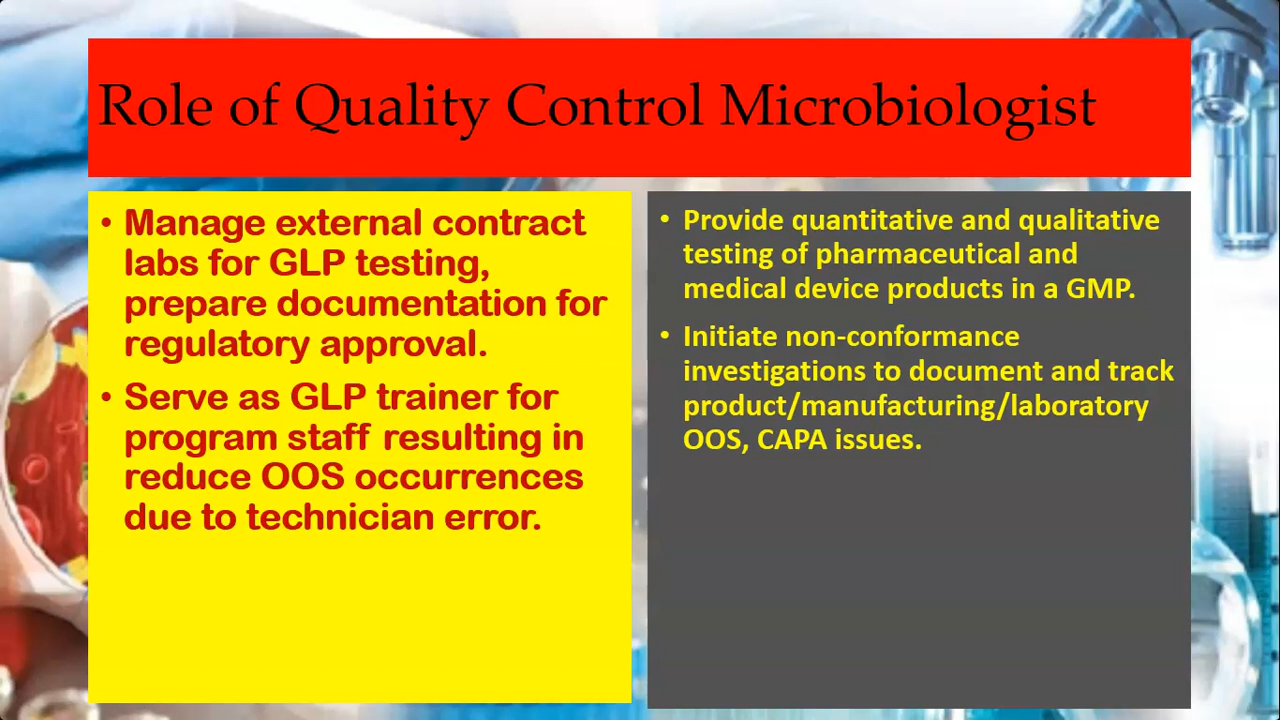 Role of Quality Control Microbiologist
• Manage external contract
labs for GLP testing,
prepare documentation for
regulatory approval.
• Serve as GLP trainer for
program staff resulting in
reduce OOS occurrences
due to technician error.
• Provide quantitative and qualitative
testing of pharmaceutical and
medical device products in a GMP.
• Initiate non-conformance
investigations to document and track
product/manufacturing/laboratory
OOS, CAPA issues.